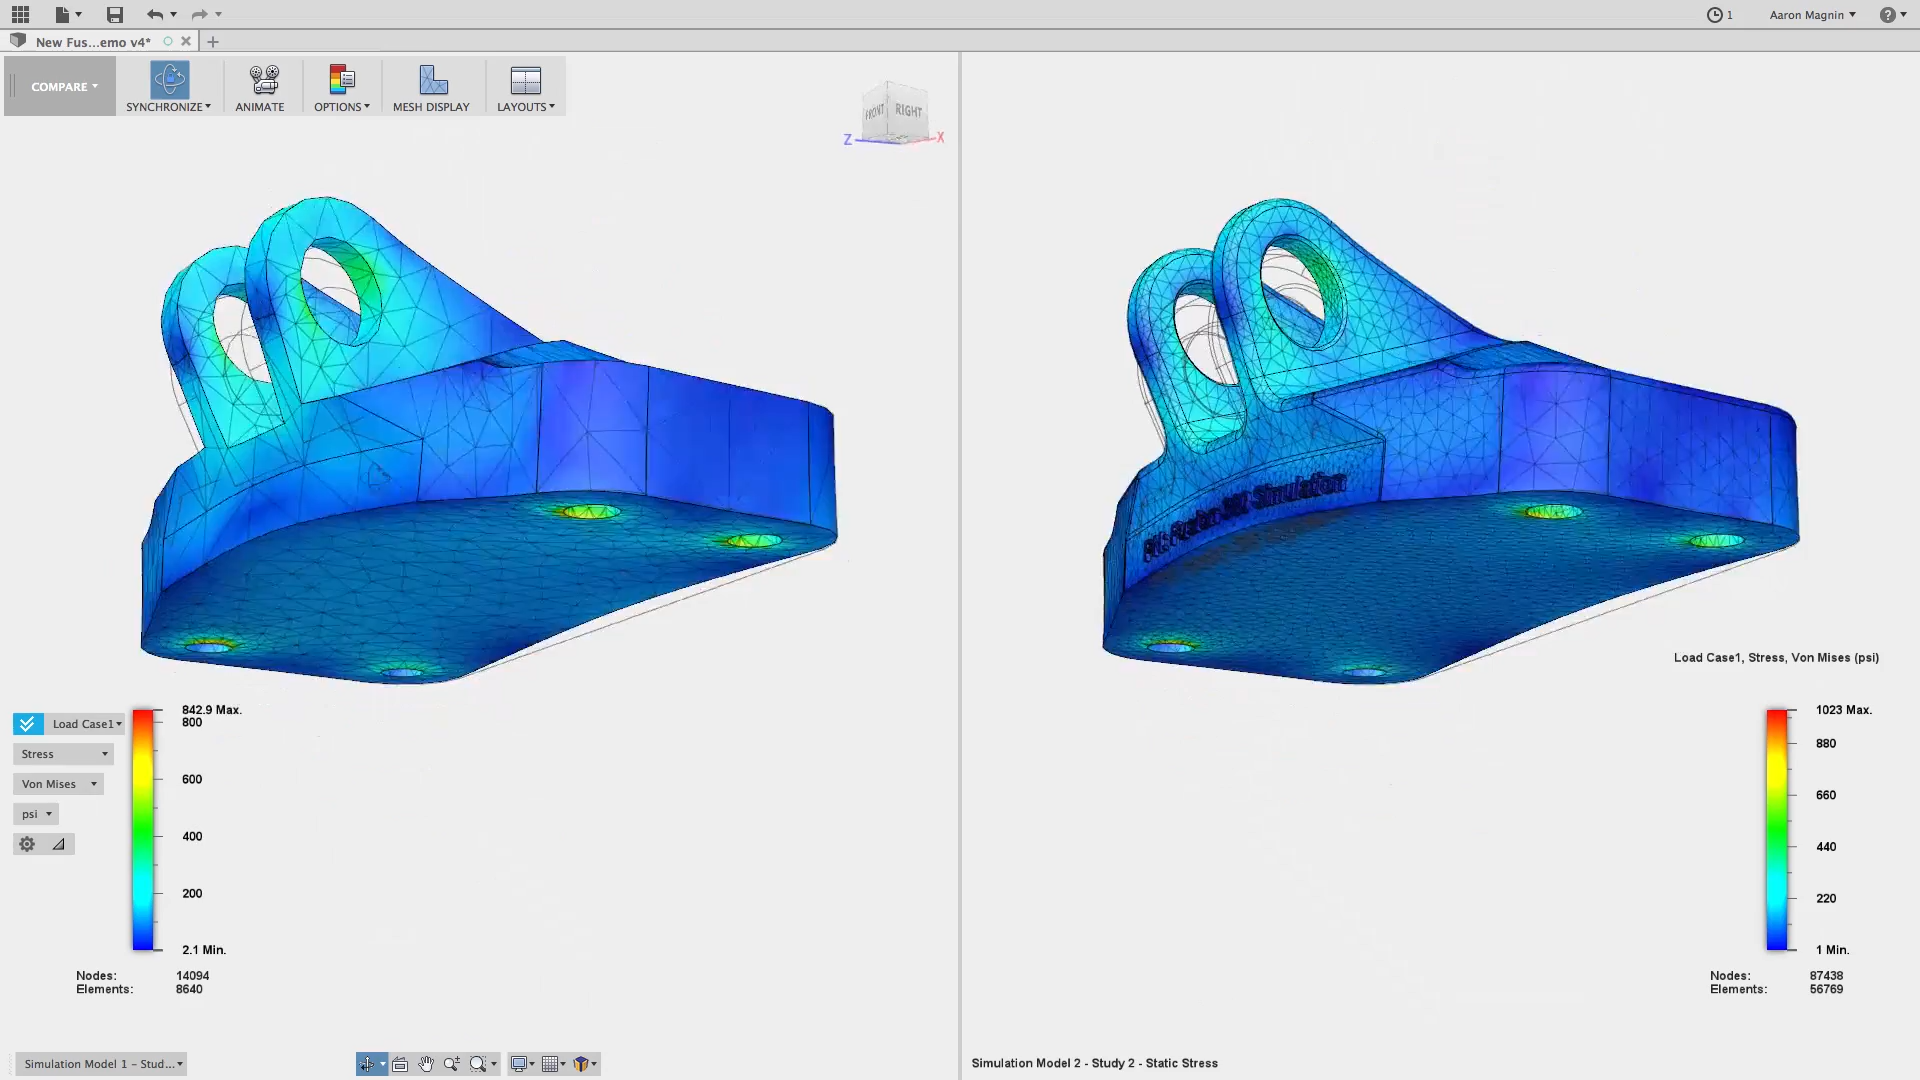 1
Aaron Magnin
New Fus...emo v4*
COMPARE
SYNCHRONIZE
ANIMATE
OPTIONS
MESH DISPLAY
LAYOUTS
FRONT
RIGHT
Z
X
Simulation
Load Case1, Stress, Von Mises (psi)
Load Case1
Stress
Von Mises
psi
842.9 Max.
800
600
400
200
2.1 Min.
Nodes: 14094
Elements: 8640
1023 Max.
880
660
440
220
1 Min.
Nodes: 87438
Elements: 56769
Simulation Model 1 - Stud...
Simulation Model 2 - Study 2 - Static Stress